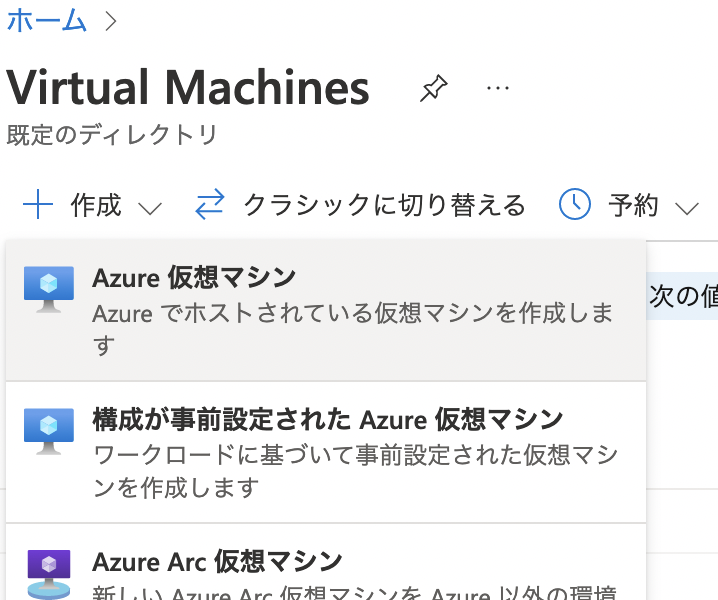 ホーム
Virtual Machines
既定のディレクトリ
作成 クラシックに切り替える 予約
Azure 仮想マシン
Azure でホストされている仮想マシンを作成しま
す
次の値
構成が事前設定された Azure 仮想マシン
ワークロードに基づいて事前設定された仮想マシ
ンを作成します
Azure Arc 仮想マシン
新しい Azure Arc 仮想マシンを Azure 以外の環境